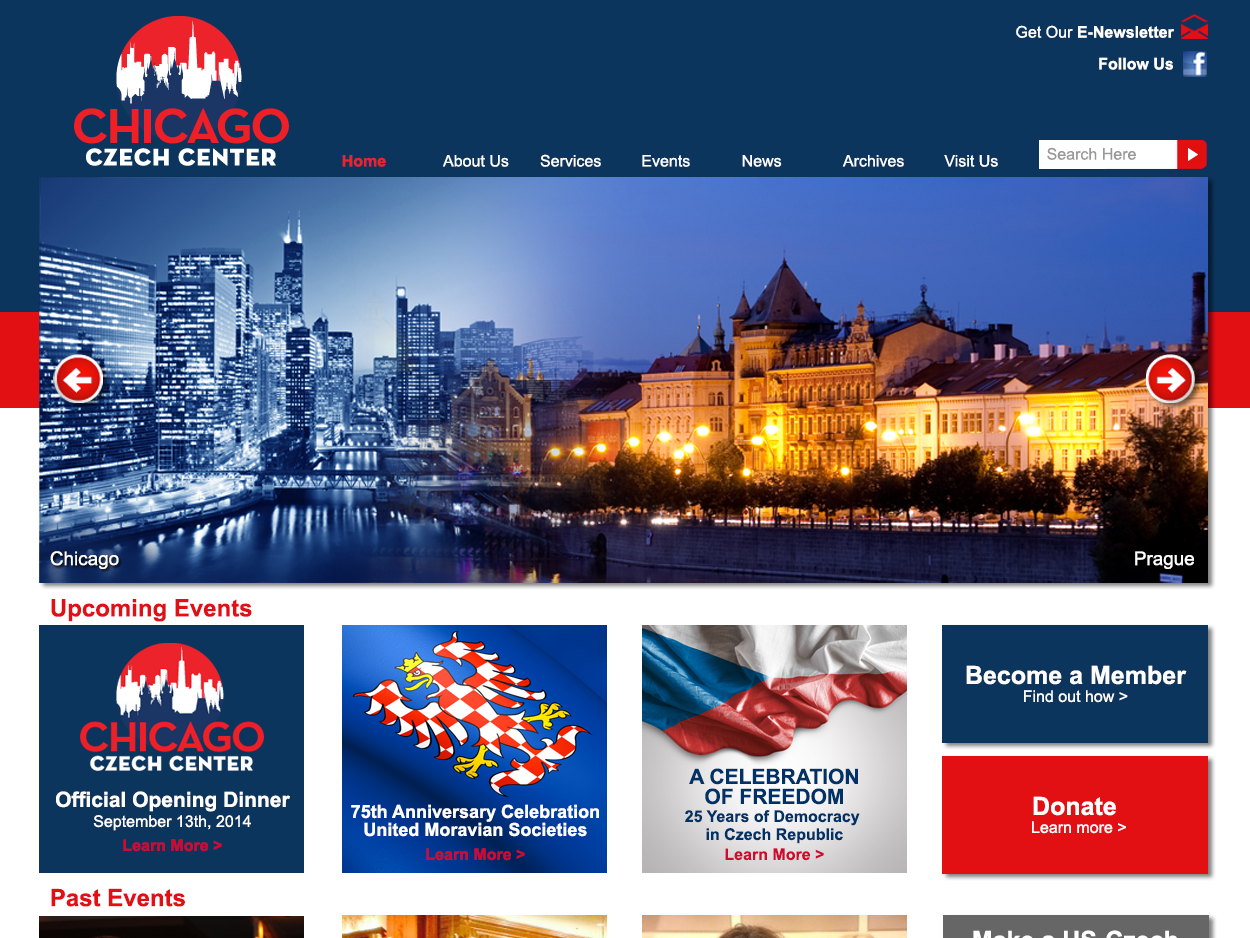 Get Our E-Newsletter
Follow Us
CHICAGO
CZECH CENTER
Home About Us Services Events News Archives Visit Us
Search Here
Chicago
Prague
Upcoming Events
CHICAGO
CZECH CENTER
Official Opening Dinner
September 13th, 2014
Learn More >
75th Anniversary Celebration
United Moravian Societies
Learn More >
A CELEBRATION
OF FREEDOM
25 Years of Democracy
in Czech Republic
Learn More >
Become a Member
Find out how >
Donate
Learn more >
Past Events
Make a US-Czech